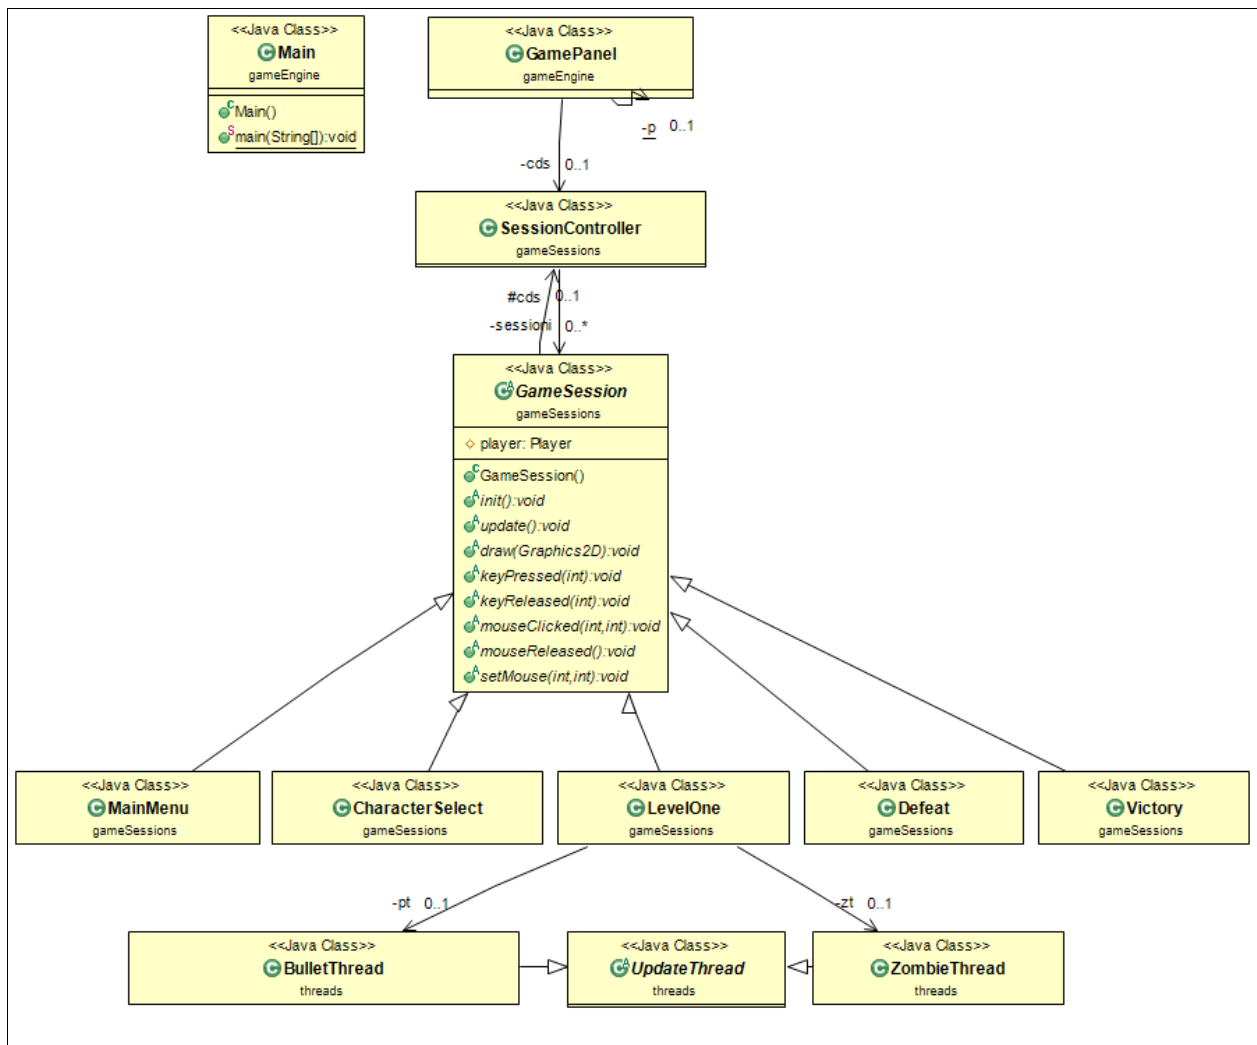 <<Java Class>>
Main
gameEngine
Main()
main(String[]):void
<<Java Class>>
GamePanel
gameEngine
-p 0..1
-cds 0..1
<<Java Class>>
SessionController
gameSessions
#cds 0..1
-sessioni 0..*
<<Java Class>>
GameSession
gameSessions
player: Player
GameSession()
init():void
update():void
draw(Graphics2D):void
keyPressed(int):void
keyReleased(int):void
mouseClicked(int,int):void
mouseReleased():void
setMouse(int,int):void
<<Java Class>>
MainMenu
gameSessions
<<Java Class>>
CharacterSelect
gameSessions
<<Java Class>>
LevelOne
gameSessions
<<Java Class>>
Defeat
gameSessions
<<Java Class>>
Victory
gameSessions
-pt 0..1
-zt 0..1
<<Java Class>>
BulletThread
threads
<<Java Class>>
UpdateThread
threads
<<Java Class>>
ZombieThread
threads